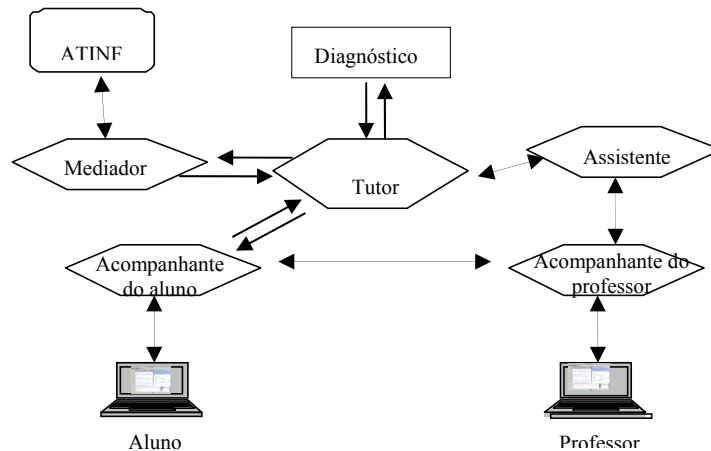 ATINF
Diagnóstico
Mediador
Tutor
Assistente
Acompanhante
do aluno
Acompanhante do
professor
Aluno
Professor